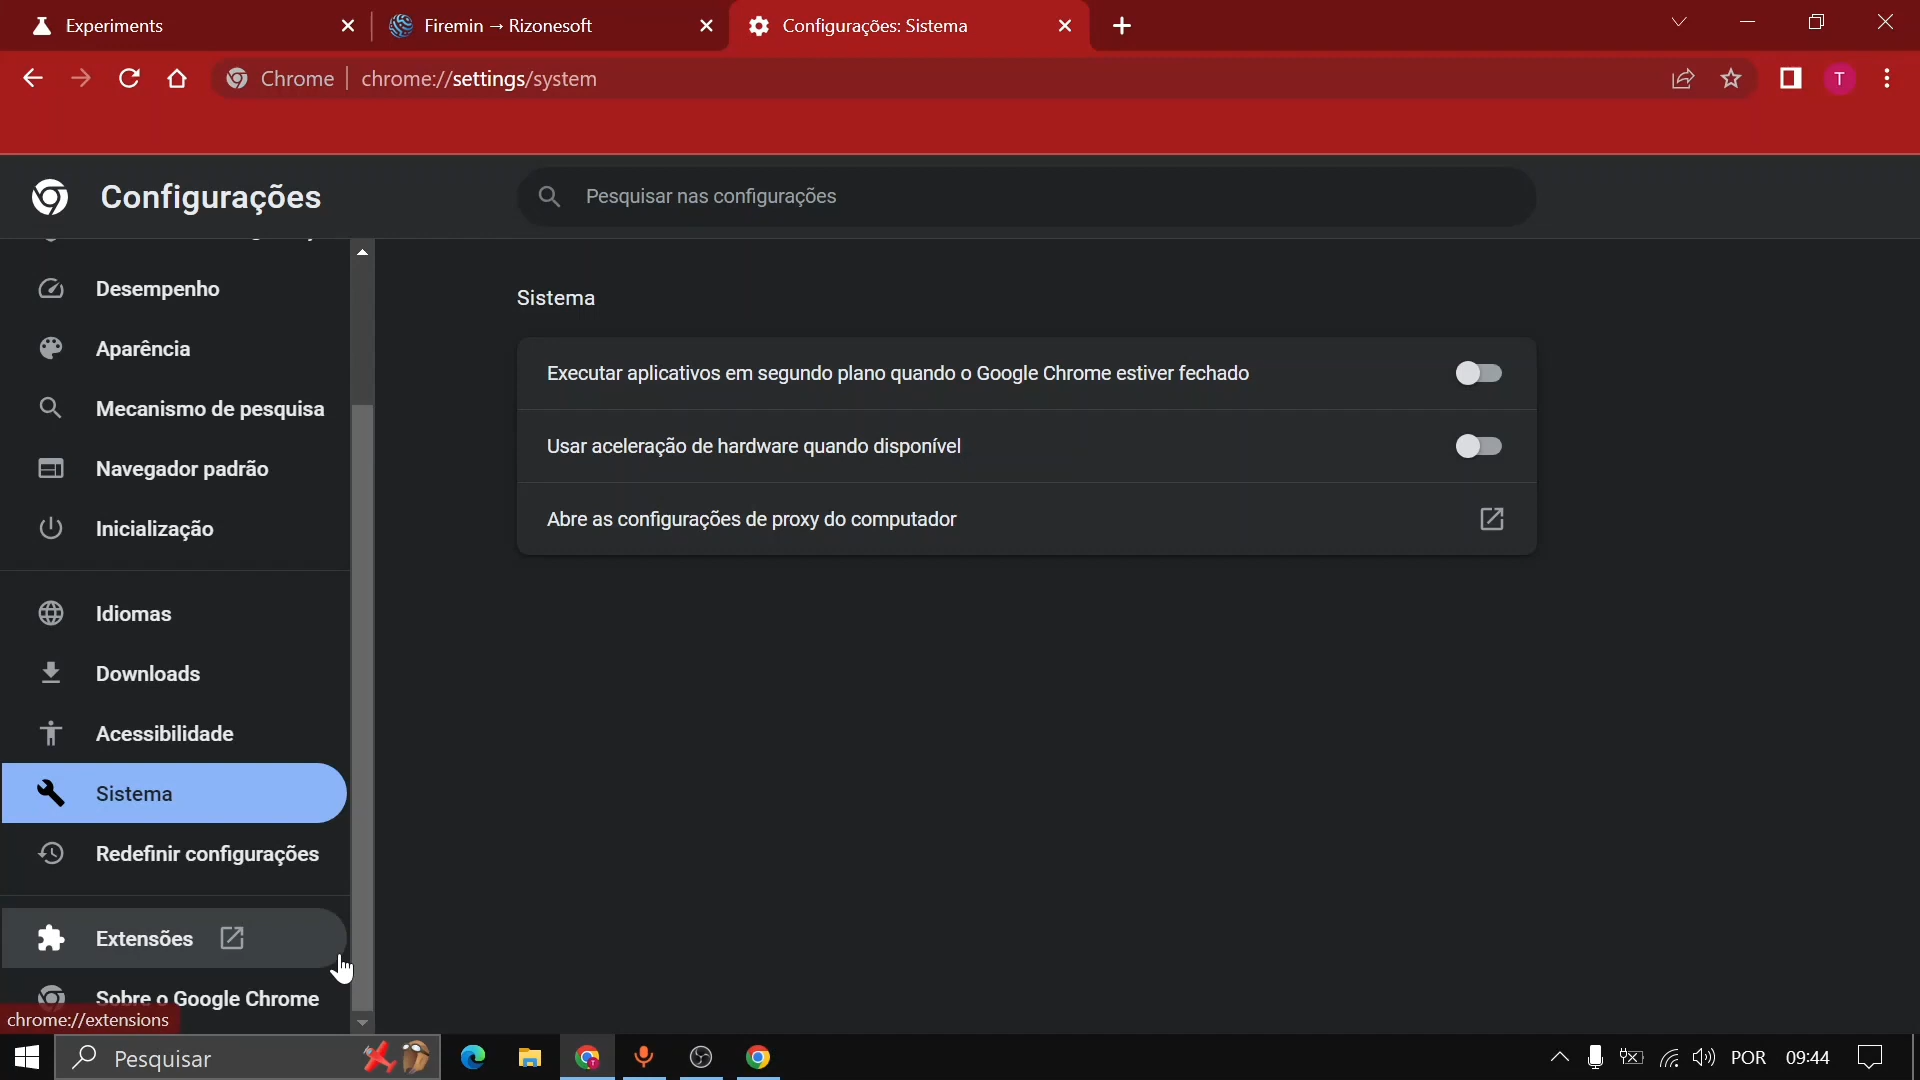 Experiments
Firemin → Rizonesoft
Configurações: Sistema
Chrome
chrome://settings/system
T
Configurações
Pesquisar nas configurações
Desempenho
Aparência
Mecanismo de pesquisa
Navegador padrão
Inicialização
Idiomas
Downloads
Acessibilidade
Sistema
Redefinir configurações
Extensões
Sobre o Google Chrome
chrome://extensions
Sistema
Executar aplicativos em segundo plano quando o Google Chrome estiver fechado
Usar aceleração de hardware quando disponível
Abre as configurações de proxy do computador
Pesquisar
POR
09:44